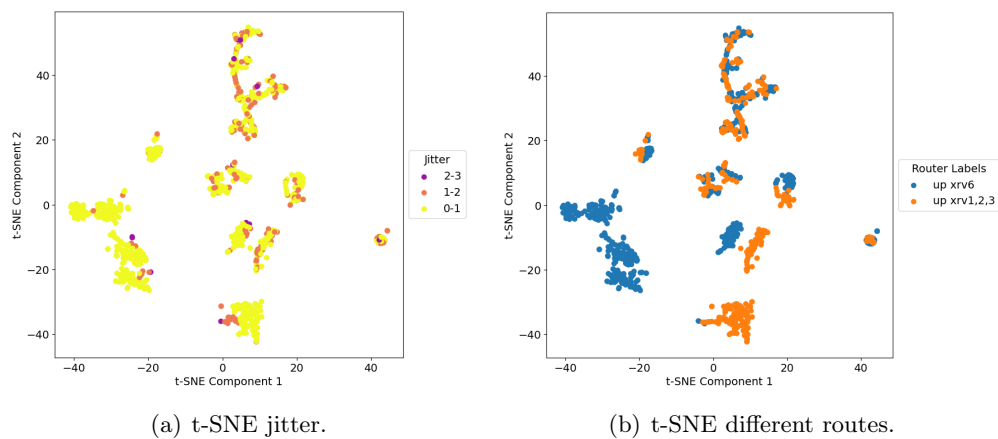 40
20
0
−20
−40
t-SNE Component 2
−40
−20
0
20
40
t-SNE Component 1
Jitter
2-3
1-2
0-1
(a) t-SNE jitter.
40
20
0
−20
−40
t-SNE Component 2
−40
−20
0
20
40
t-SNE Component 1
Router Labels
up xrv6
up xrv1,2,3
(b) t-SNE different routes.